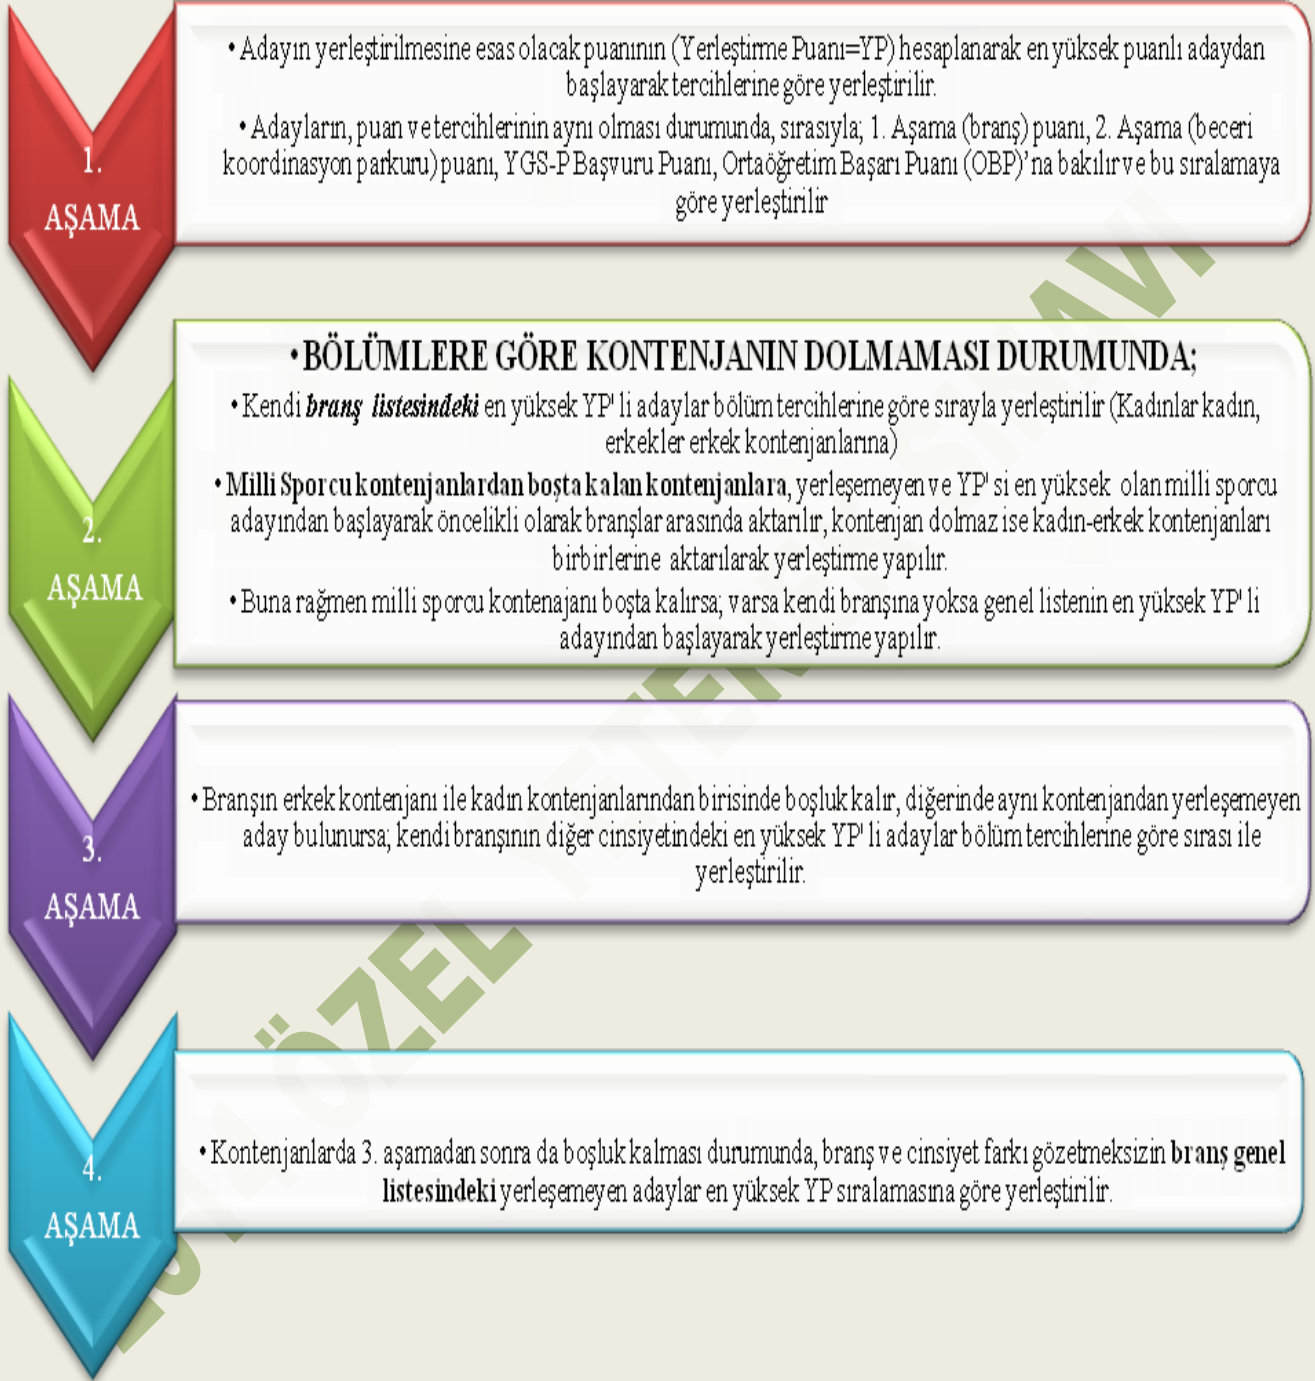 • Adayın yerleştirilmesine esas olacak puanının (Yerleştirme Puanı=YP) hesaplanarak en yüksek puanlı adaydan
başlayarak tercihlerine göre yerleştirilir.
• Adayların, puan ve tercihlerinin aynı olması durumunda, sırasıyla; 1. Aşama (branş) puanı, 2. Aşama (beceri
koordinasyon parkuru) puanı, YGS-P Başvuru Puanı, Ortaöğretim Başarı Puanı (OBP)’na bakılır ve bu sıralamaya
göre yerleştirilir
1.
AŞAMA
• BÖLÜMLERE GÖRE KONTENJANIN DOLMAMASI DURUMUNDA;
• Kendi branş listesindeki en yüksek YP' li adaylar bölüm tercihlerine göre sırayla yerleştirilir (Kadınlar kadın,
erkekler erkek kontenjanlarına)
• Milli Sporcu kontenjanlardan boşta kalan kontenjanlara, yerleşemeyen ve YP' si en yüksek olan milli sporcu
adayından başlayarak öncelikli olarak branşlar arasında aktarılır, kontenjan dolmaz ise kadın-erkek kontenjanları
birbirlerine aktarılarak yerleştirme yapılır.
• Buna rağmen milli sporcu kontenajanı boşta kalırsa; varsa kendi branşına yoksa genel listenin en yüksek YP' li
adayından başlayarak yerleştirme yapılır.
2.
AŞAMA
• Branşın erkek kontenjanı ile kadın kontenjanlarından birisinde boşluk kalır, diğerinde aynı kontenjandan yerleşemeyen
aday bulunursa; kendi branşının diğer cinsiyetindeki en yüksek YP' li adaylar bölüm tercihlerine göre sırası ile
yerleştirilir.
3.
AŞAMA
• Kontenjanlarda 3. aşamadan sonra da boşluk kalması durumunda, branş ve cinsiyet farkı gözetmeksizin branş genel
listesindeki yerleşemeyen adaylar en yüksek YP sıralamasına göre yerleştirilir.
4.
AŞAMA
ÖZEL